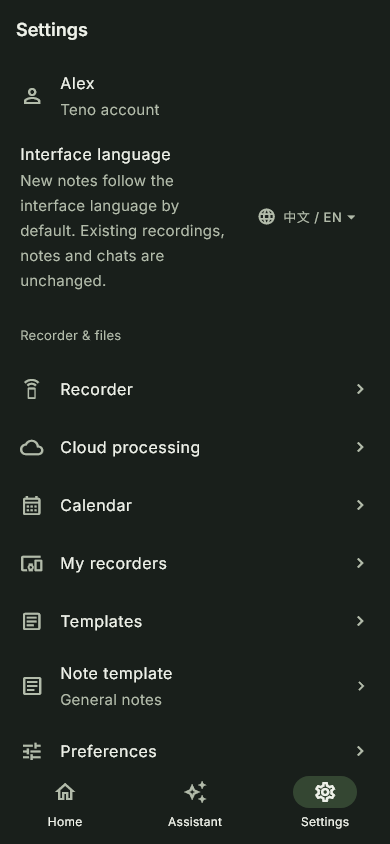 Settings
Alex
Teno account
Interface language
New notes follow the
interface language by
default. Existing recordings,
notes and chats are
unchanged.
中文 / EN
Recorder & files
Recorder
Cloud processing
Calendar
My recorders
Templates
Note template
General notes
Preferences
Home
Assistant
Settings